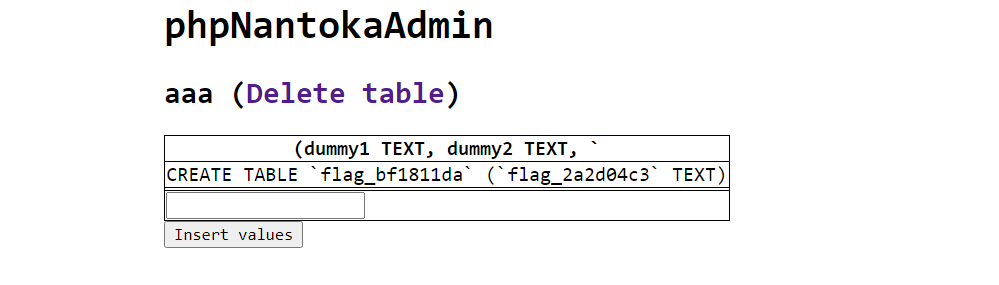 phpNantokaAdmin
aaa (Delete table)
(dummy1 TEXT, dummy2 TEXT, `
CREATE TABLE `flag_bf1811da` (`flag_2a2d04c3` TEXT)
Insert values